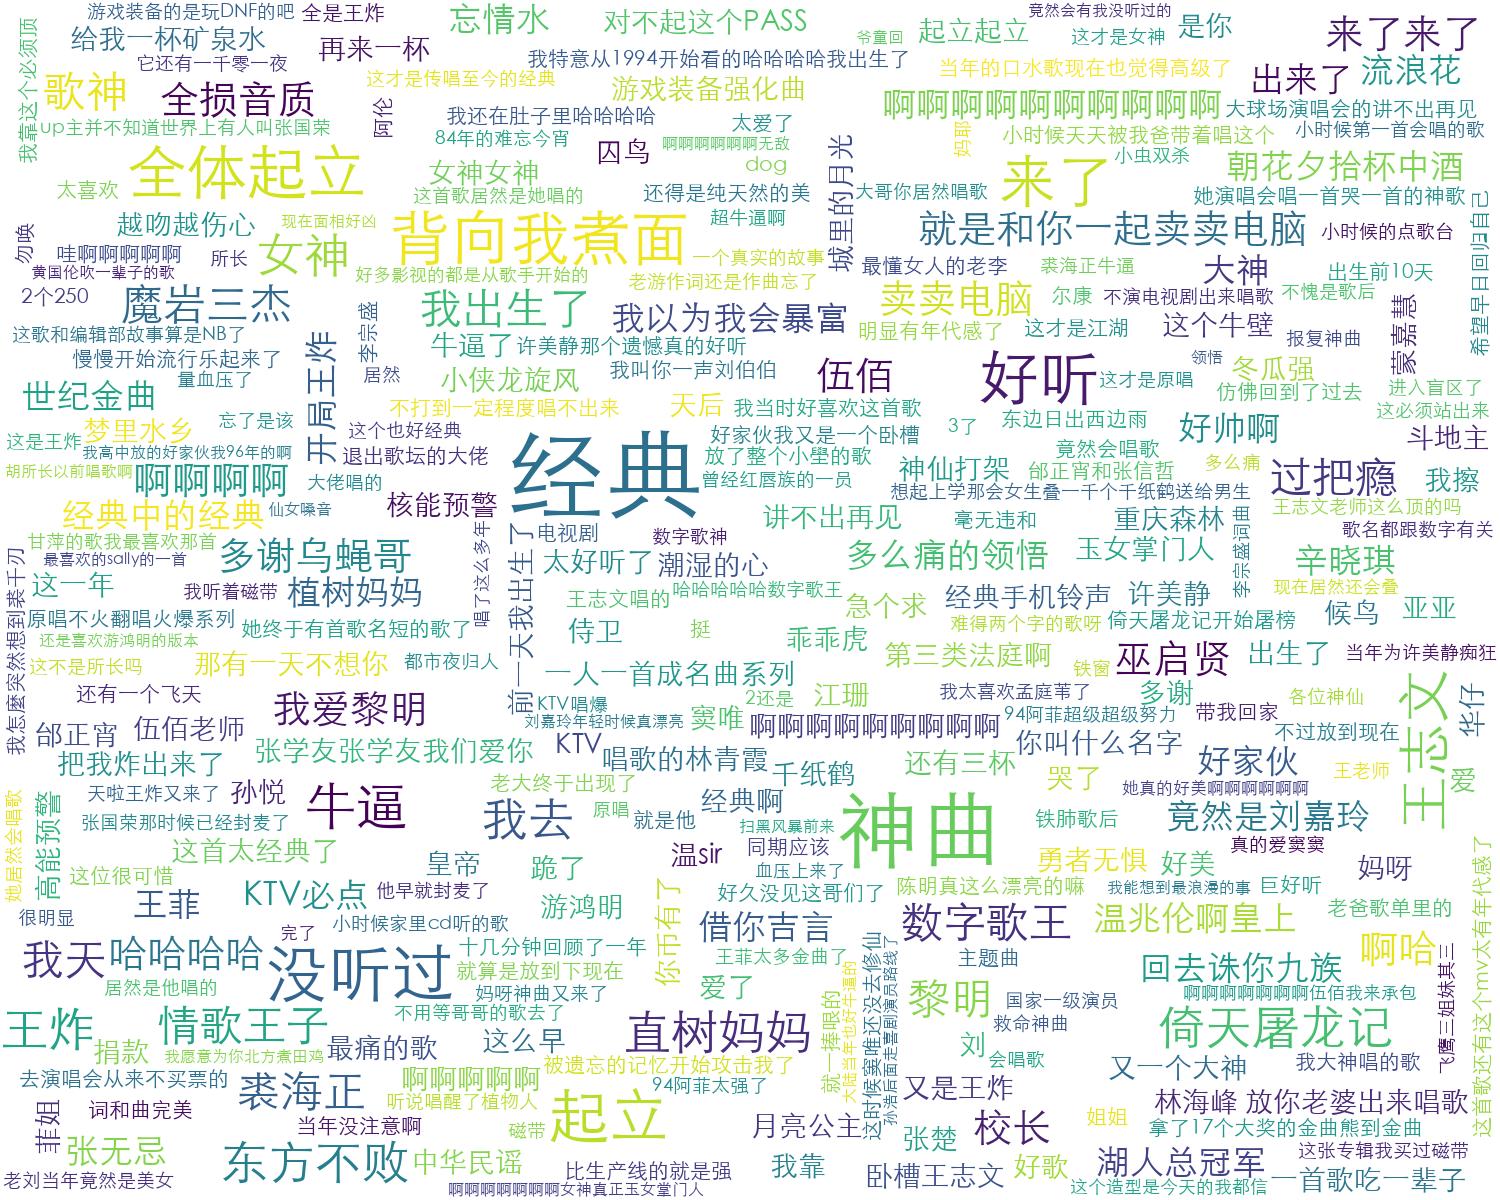 游戏装备的是玩DNF的吧
全是王炸
忘情水
对不起这个PASS
竟然会有我没听过的
爷童回
起立起立
这才是女神
是你
来了来了
给我一杯矿泉水
再来一杯
我特意从1994开始看的哈哈哈哈我出生了
它还有一千零一夜
这才是传唱至今的经典
当年的口水歌现在也觉得高级了
出来了
流浪花
我靠这个必须顶
歌神
全损音质
阿伦
我还在肚子里哈哈哈哈
游戏装备强化曲
啊啊啊啊啊啊啊啊啊啊啊
大球场演唱会的讲不出再见
up主并不知道世界上有人叫张国荣
84年的难忘今宵
太爱了
妈耶
小时候天天被我爸带着唱这个
小时候第一首会唱的歌
全体起立
囚鸟
啊啊啊啊啊啊无敌
dog
城里的月光
来了
小虫双杀
朝花夕拾杯中酒
太喜欢
女神女神
这首歌居然是她唱的
还得是纯天然的美
大哥你居然唱歌
她演唱会唱一首哭一首的神歌
越吻越伤心
现在面相好凶
背向我煮面
超牛逼啊
就是和你一起卖卖电脑
小时候的点歌台
希望早日回归自己
勿唤
哇啊啊啊啊啊
所长
女神
一个真实的故事
最懂女人的老李
裘海正牛逼
大神
出生前10天
黄国伦吹一辈子的歌
好多影视的都是从歌手开始的
老游作词还是作曲忘了
2个250
魔岩三杰
我出生了
我以为我会暴富
卖卖电脑
尔康
不演电视剧出来唱歌
不愧是歌后
这歌和编辑部故事算是NB了
李宗盛
牛逼了
许美静那个遗憾真的好听
明显有年代感了
这才是江湖
这个牛壁
报复神曲
蒙嘉慧
慢慢开始流行乐起来了
开局王炸
居然
小侠龙旋风
我叫你一声刘伯伯
伍佰
好听
这才是原唱
领悟
冬瓜强
量血压了
世纪金曲
仿佛回到了过去
进入盲区了
不打到一定程度唱不出来
天后
我当时好喜欢这首歌
3了
东边日出西边雨
好帅啊
这必须站出来
忘了是该
梦里水乡
这个也好经典
经典
好家伙我又是一个卧槽
竟然会唱歌
斗地主
这是王炸
我高中放的好家伙我96年的啊
退出歌坛的大佬
放了整个小壆的歌
神仙打架
邰正宵和张信哲
多么痛
过把瘾
我擦
胡所长以前唱歌啊
啊啊啊啊
大佬唱的
曾经红唇族的一员
想起上学那会女生叠一千个千纸鹤送给男生
经典中的经典
仙女嗓音
核能预警
讲不出再见
毫无违和
重庆森林
王志文老师这么顶的吗
歌名都跟数字有关
甘萍的歌我最喜欢那首
多谢乌蝇哥
唱了这么多年
前一天我出生了
电视剧
数字歌神
最喜欢的sally的一首
太好听了
潮湿的心
多么痛的领悟
玉女掌门人
李宗盛词曲
辛晓琪
这一年
我听着磁带
植树妈妈
王志文唱的
哈哈哈哈哈数字歌王
急个求
经典手机铃声
许美静
现在居然还会叠
我怎麼突然想到裘千刃
原唱不火翻唱火爆系列
她终于有首歌名短的歌了
侍卫
挺
乖乖虎
难得两个字的歌呀
倚天屠龙记开始屠榜
候鸟
亚亚
还是喜欢游鸿明的版本
这不是所长吗
那有一天不想你
都市夜归人
一人一首成名曲系列
第三类法庭啊
铁窗
巫启贤
出生了
当年为许美静痴狂
还有一个飞天
我爱黎明
KTV唱爆
2还是
江珊
我太喜欢孟庭苇了
多谢
各位神仙
王志文
邰正宵
伍佰老师
刘嘉玲年轻时候真漂亮
窦唯
啊啊啊啊啊啊啊啊啊
94阿菲超级超级努力
带我回家
华仔
张学友张学友我们爱你
KTV
唱歌的林青霞
你叫什么名字
不过放到现在
把我炸出来了
千纸鹤
还有三杯
好家伙
老大终于出现了
哭了
王老师
爱
她居然会唱歌
高能预警
天啦王炸又来了
孙悦
牛逼
我去
原唱
经典啊
神曲
她真的好美啊啊啊啊啊啊
张国荣那时候已经封麦了
就是他
扫黑风暴前来
铁肺歌后
竟然是刘嘉玲
这首太经典了
皇帝
跪了
温sir
同期应该
勇者无惧
好美
真的爱窦窦
这首歌还有这个mv太有年代感了
这位很可惜
血压上来了
妈呀
王菲
KTV必点
他早就封麦了
游鸿明
你币有了
好久没见这哥们了
陈明真这么漂亮的嘛
我能想到最浪漫的事
巨好听
很明显
小时候家里cd听的歌
借你吉言
数字歌王
温兆伦啊皇上
老爸歌单里的
完了
我天
哈哈哈哈
没听过
十几分钟回顾了一年
王菲太多金曲了
这时候窦唯还没去修仙
孙浩后面走喜剧演员路线了
主题曲
啊哈
飞鹰三姐妹其三
就算是放到下现在
回去诛你九族
居然是他唱的
妈呀神曲又来了
爱了
就一捧哏的
大陆当年也好牛逼的
黎明
国家一级演员
啊啊啊啊啊啊伍佰我来承包
王炸
情歌王子
不用等哥哥的歌去了
直树妈妈
救命神曲
倚天屠龙记
捐款
我愿意为你北方煮田鸡
最痛的歌
这么早
刘
会唱歌
被遗忘的记忆开始攻击我了
又一个大神
我大神唱的歌
去演唱会从来不买票的
裘海正
啊啊啊啊啊
94阿菲太强了
又是王炸
林海峰 放你老婆出来唱歌
菲姐
词和曲完美
听说唱醒了植物人
起立
姐姐
当年没注意啊
磁带
月亮公主
张楚
校长
拿了17个大奖的金曲熊到金曲
张无忌
东方不败
中华民谣
比生产线的就是强
我靠
卧槽王志文
好歌
湖人总冠军
这张专辑我买过磁带
老刘当年竟然是美女
啊啊啊啊啊啊啊女神真正玉女掌门人
这个造型是今天的我都信
一首歌吃一辈子